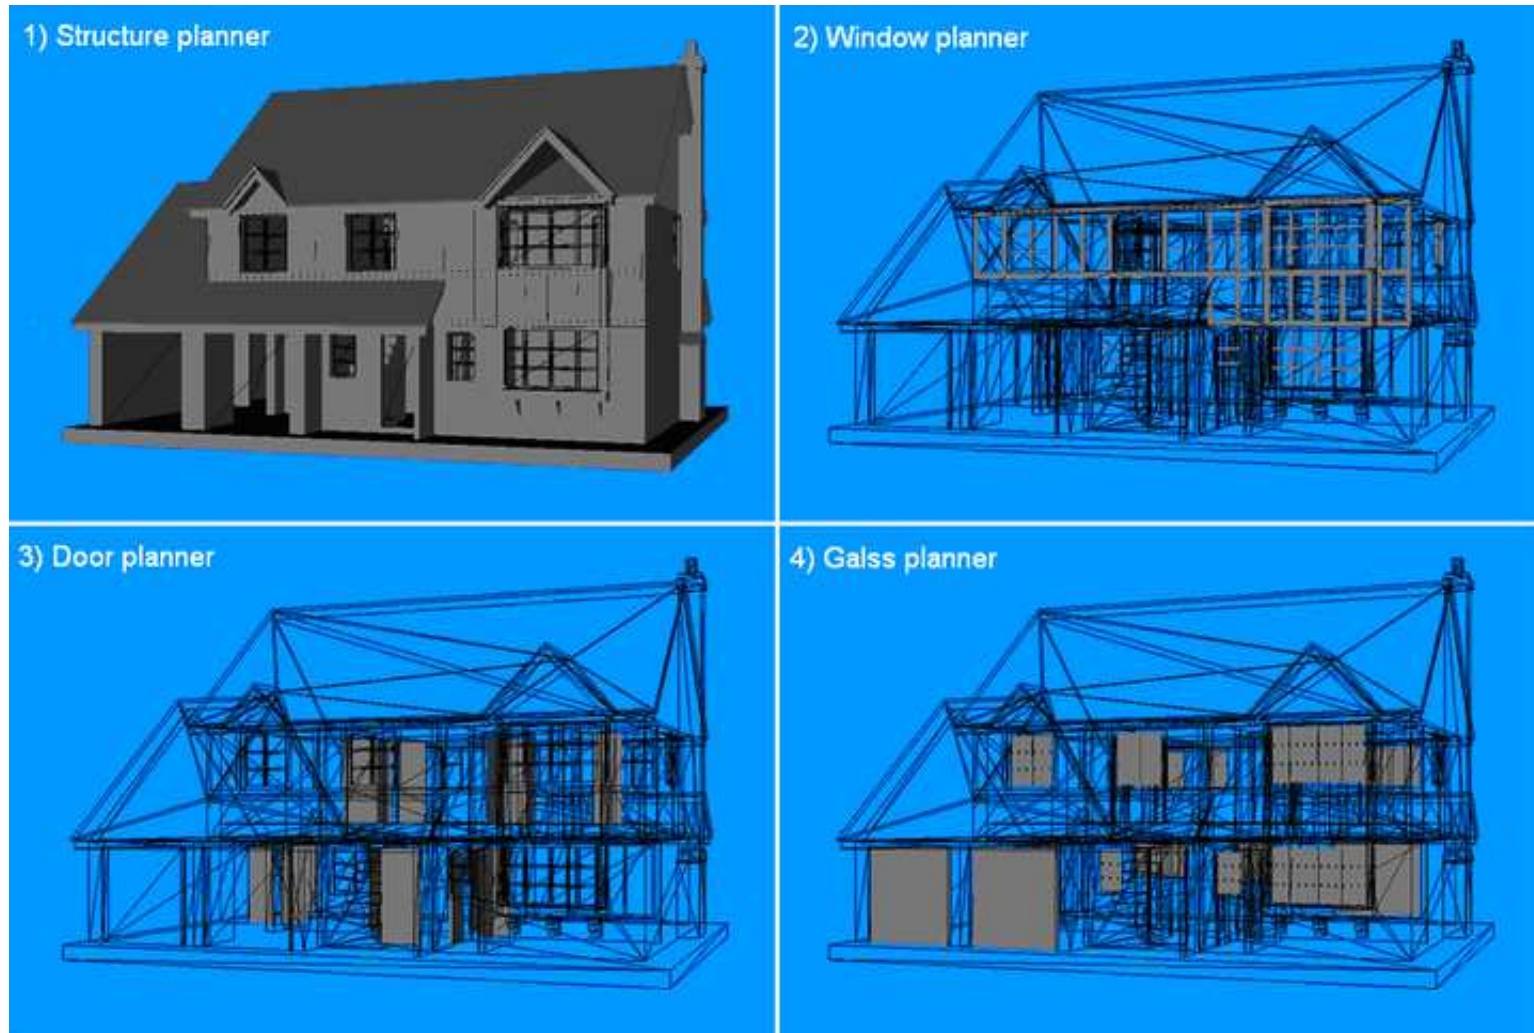 1) Structure planner
2) Window planner
3) Door planner
4) Galss planner